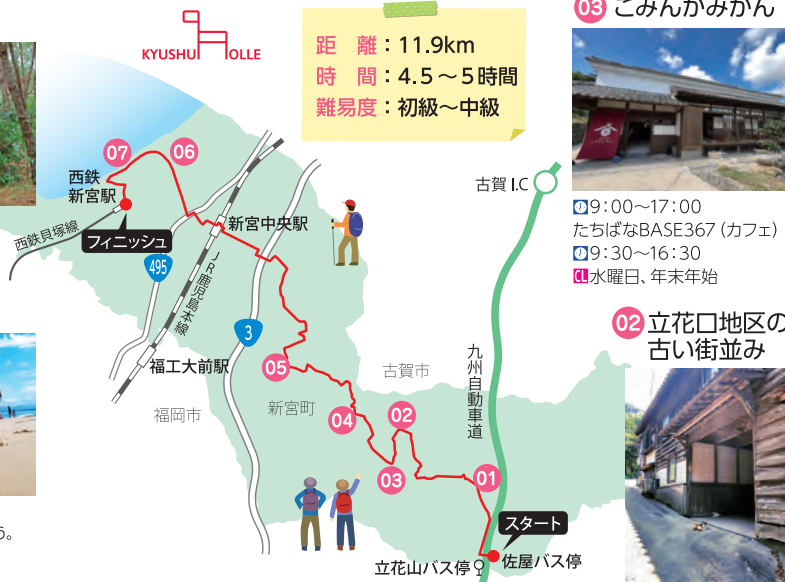 KYUSHU OLLE
距 離：11.9km
時 間：4.5～5時間
難易度：初級～中級
03 こみんかみかん
9：00～17：00
たちばなBASE367（カフェ）
9：30～16：30
CL水曜日、年末年始
02 立花口地区の
古い街並み
07
06
西鉄
新宮駅
フィニッシュ
西鉄貝塚線
495
新宮中央駅
JR鹿児島本線
3
福工大前駅
福岡市
新宮町
古賀市
古賀I.C
九州自動車道
05
04
02
03
01
スタート
佐屋バス停
立花山バス停
う。